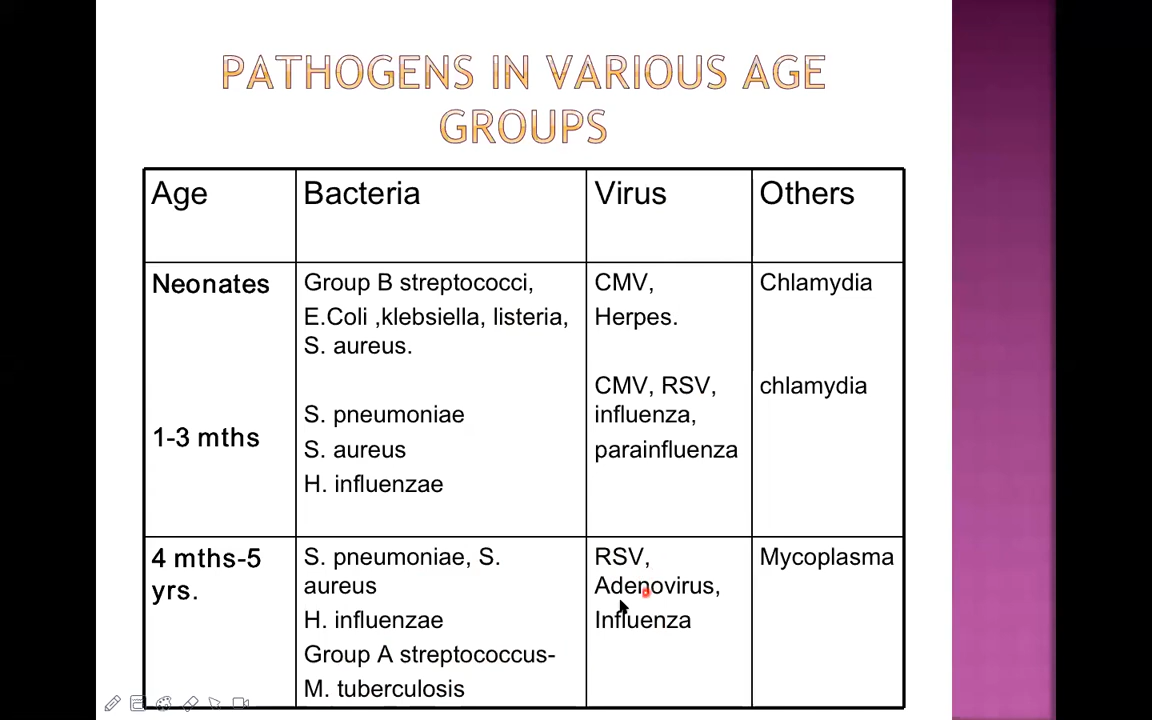 PATHOGENS IN VARIOUS AGE
GROUPS
Age Bacteria Virus Others
Neonates Group B streptococci, CMV, Chlamydia
E.Coli ,klebsiella, listeria, Herpes.
S. aureus.
CMV, RSV, chlamydia
S. pneumoniae influenza,
1-3 mths S. aureus parainfluenza
H. influenzae
4 mths-5 S. pneumoniae, S. RSV, Mycoplasma
yrs. aureus Adenovirus,
H. influenzae Influenza
Group A streptococcus-
M. tuberculosis